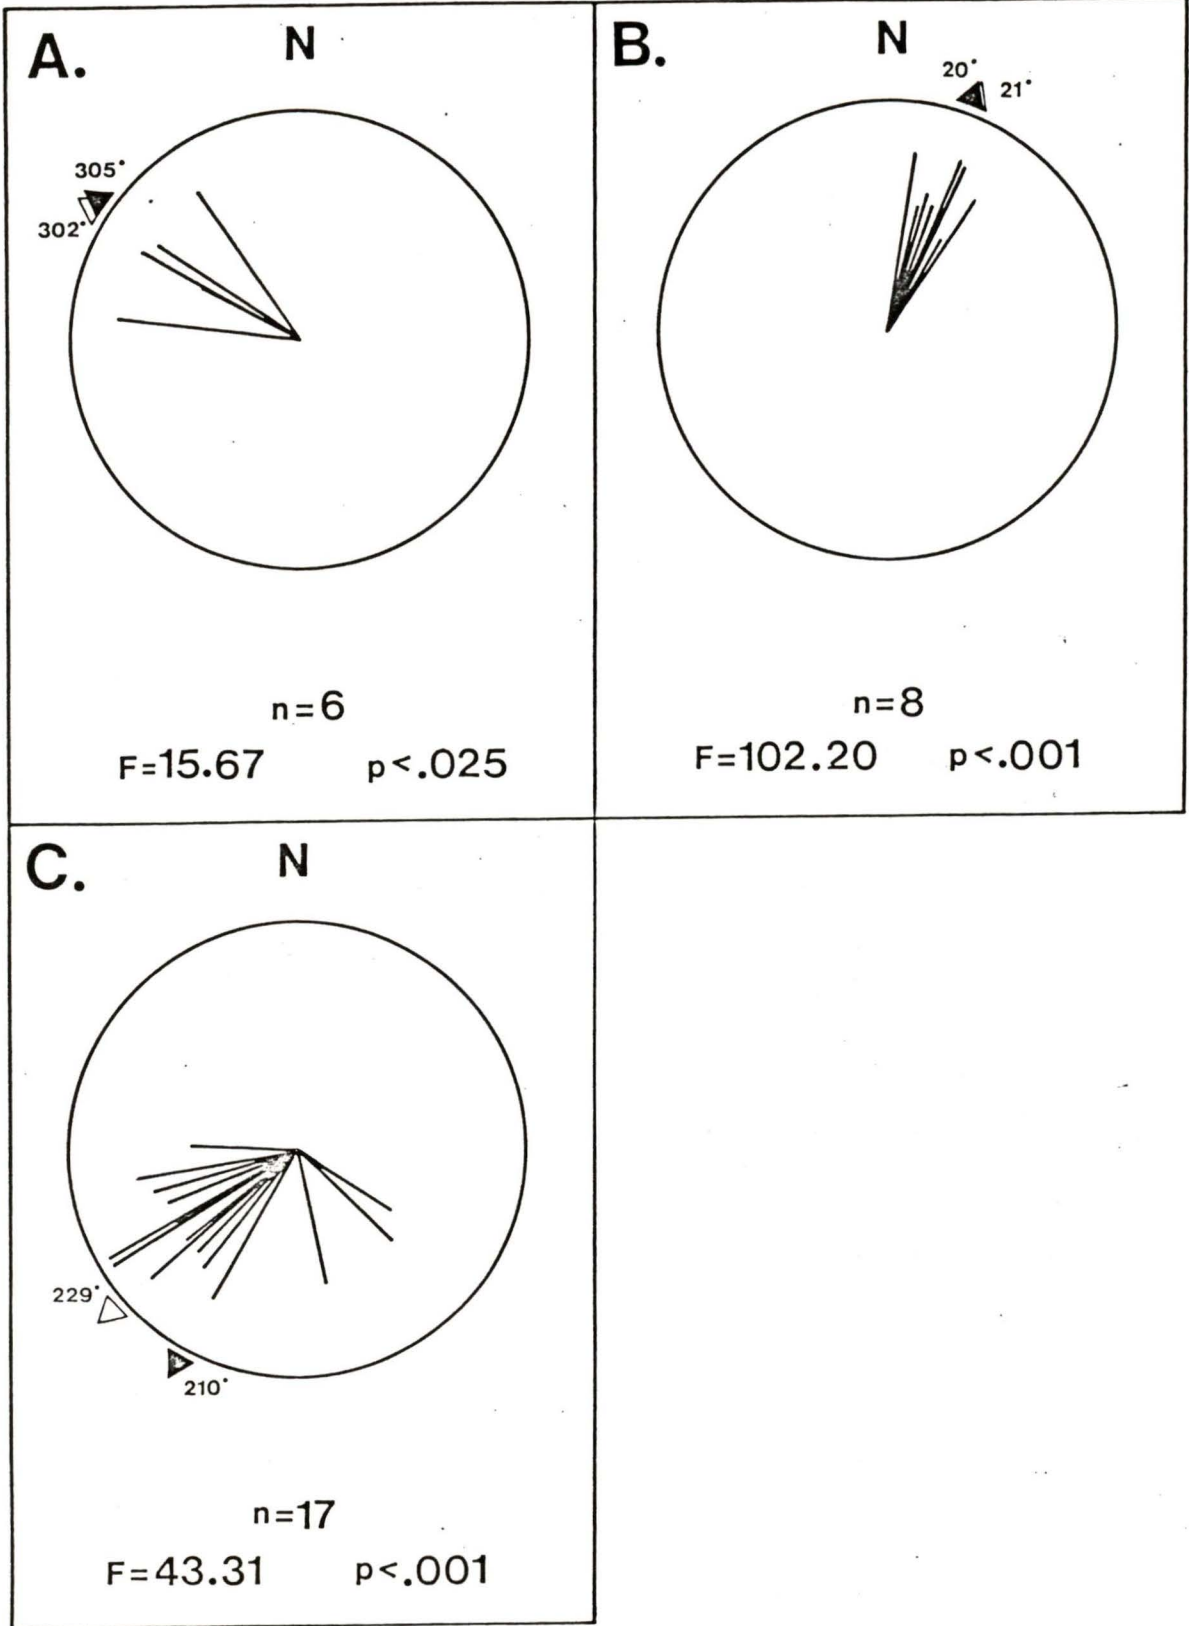 A.
N
305°
302°
n=6
F=15.67 p<.025
B.
N
20°
21°
n=8
F=102.20 p<.001
C.
N
229°
210°
n=17
F=43.31 p<.001